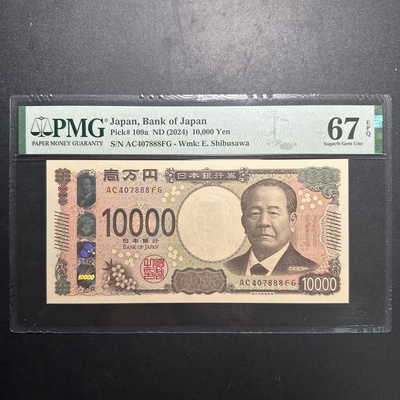 PMG
PAPER MONEY GUARANTY
Japan, Bank of Japan
Pick# 109a ND (2024) 10,000 Yen
S/N AC407888FG - Wmk: E. Shibusawa
67
EPQ
Superb Gem Unc
壱万円
日本銀行券
AC407888FG
10000
日本銀行
BANK OF JAPAN
10000
AC407888FG
10000